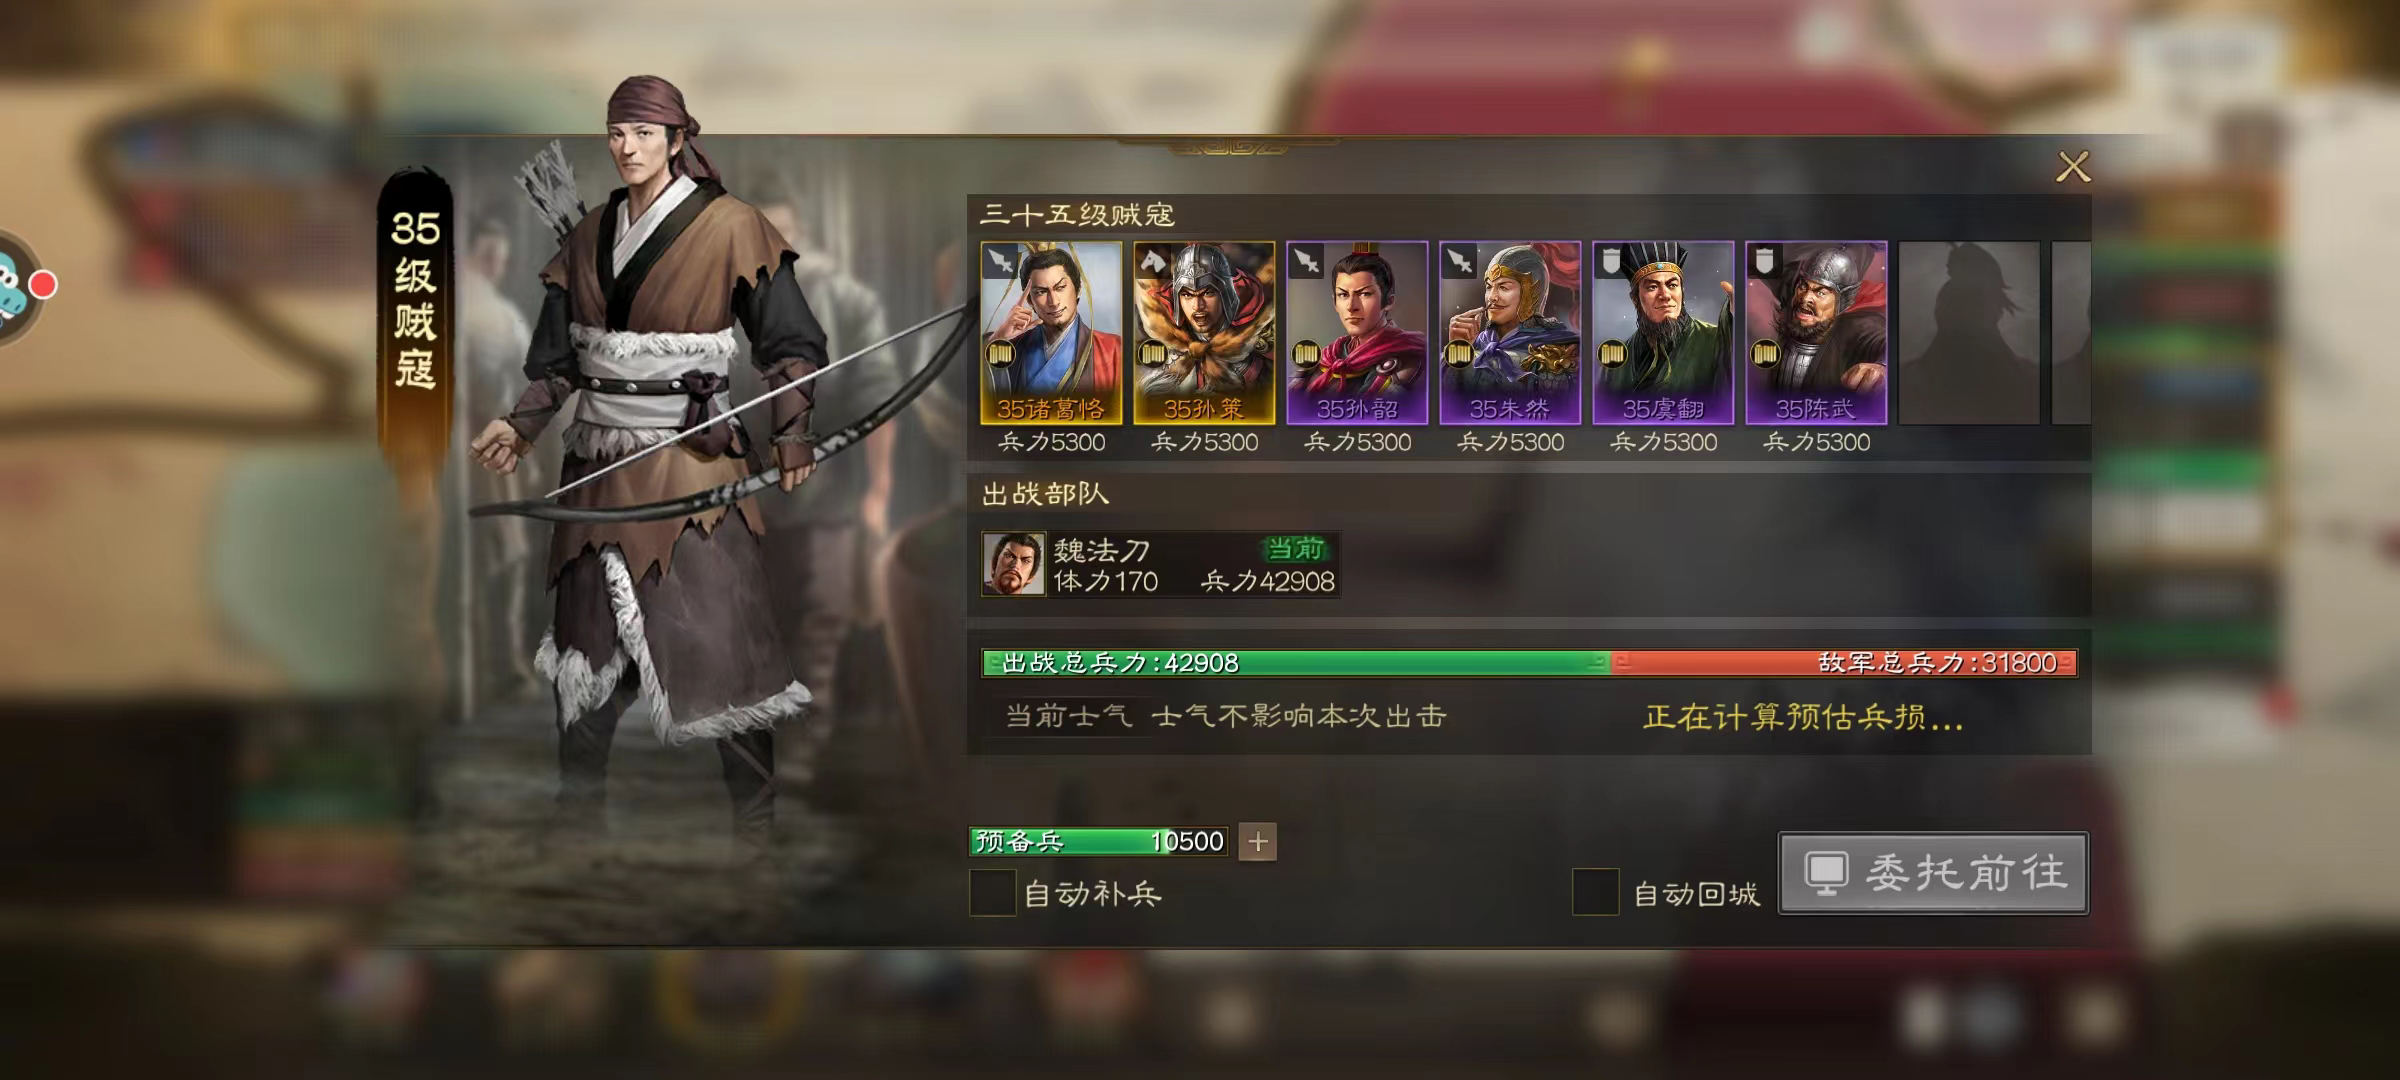 35级贼寇
三十五级贼寇
35诸葛恪 35孙策 35孙韶 35朱然 35虞翻 35陈武
兵力5300 兵力5300 兵力5300 兵力5300 兵力5300 兵力5300
出战部队
魏法刀 当前
体力170 兵力42908
出战总兵力:42908 敌军总兵力:31800
当前士气 士气不影响本次出击 正在计算预估兵损...
预备兵 10500 +
自动补兵 自动回城 委托前往